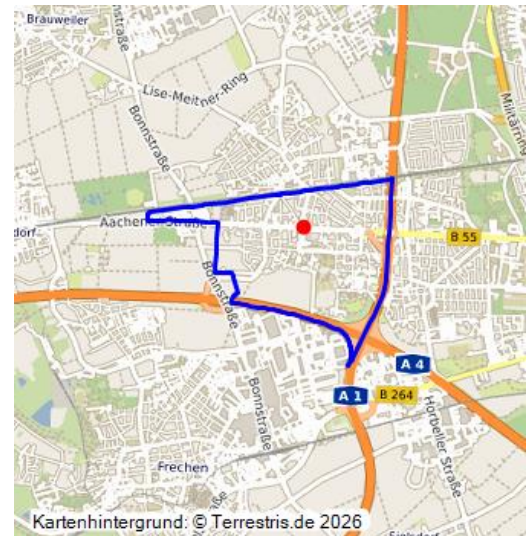 Brauweiler
Lise-Meitner-Ring
Bonnstraße
Militärring
Aachener Straße
dorf
B 55
Bonnstraße
A 4
A 1
B 264
Bonnstraße
Horbeller Straße
Frechen
Kartenhintergrund: © Terrestris.de 2026